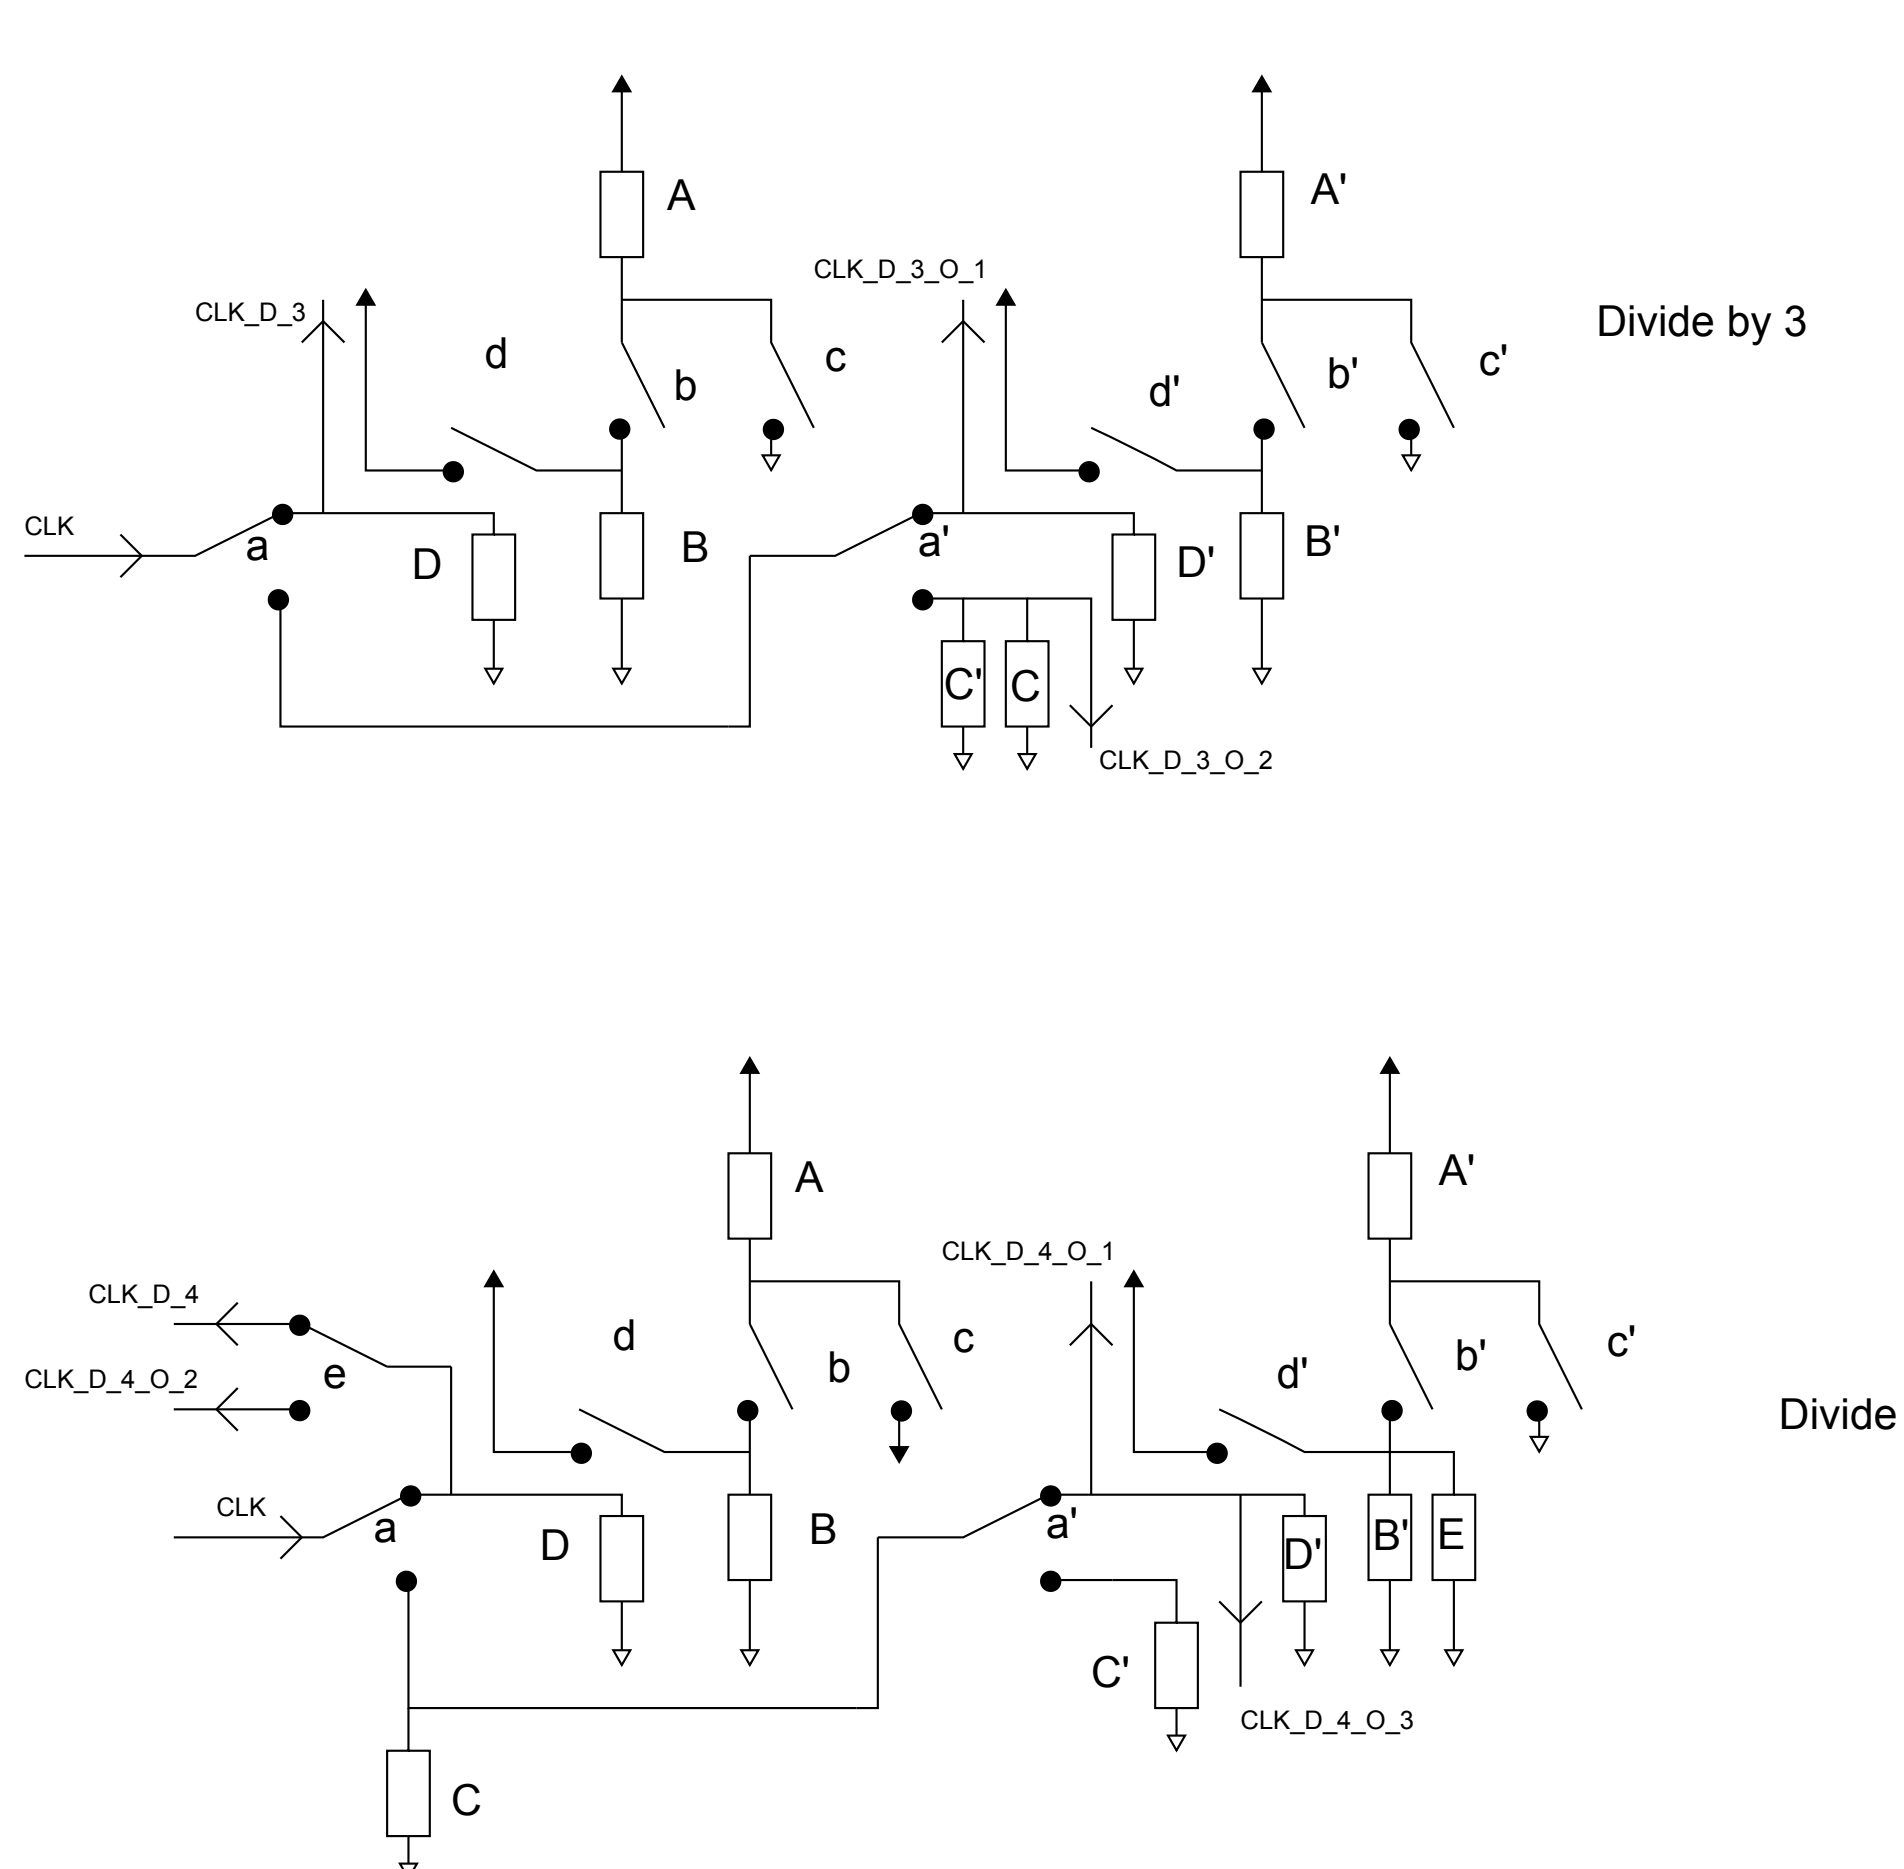 A
A'
CLK_D_3_O_1
CLK_D_3
Divide by 3
d
b
c
d'
b'
c'
CLK
a
D
B
a'
D'
B'
C'
C
CLK_D_3_O_2
A
A'
CLK_D_4_O_1
CLK_D_4
d
c
b
d'
b'
c'
e
CLK_D_4_O_2
Divide
CLK
a
D
B
a'
D'
B'
E
C'
CLK_D_4_O_3
C